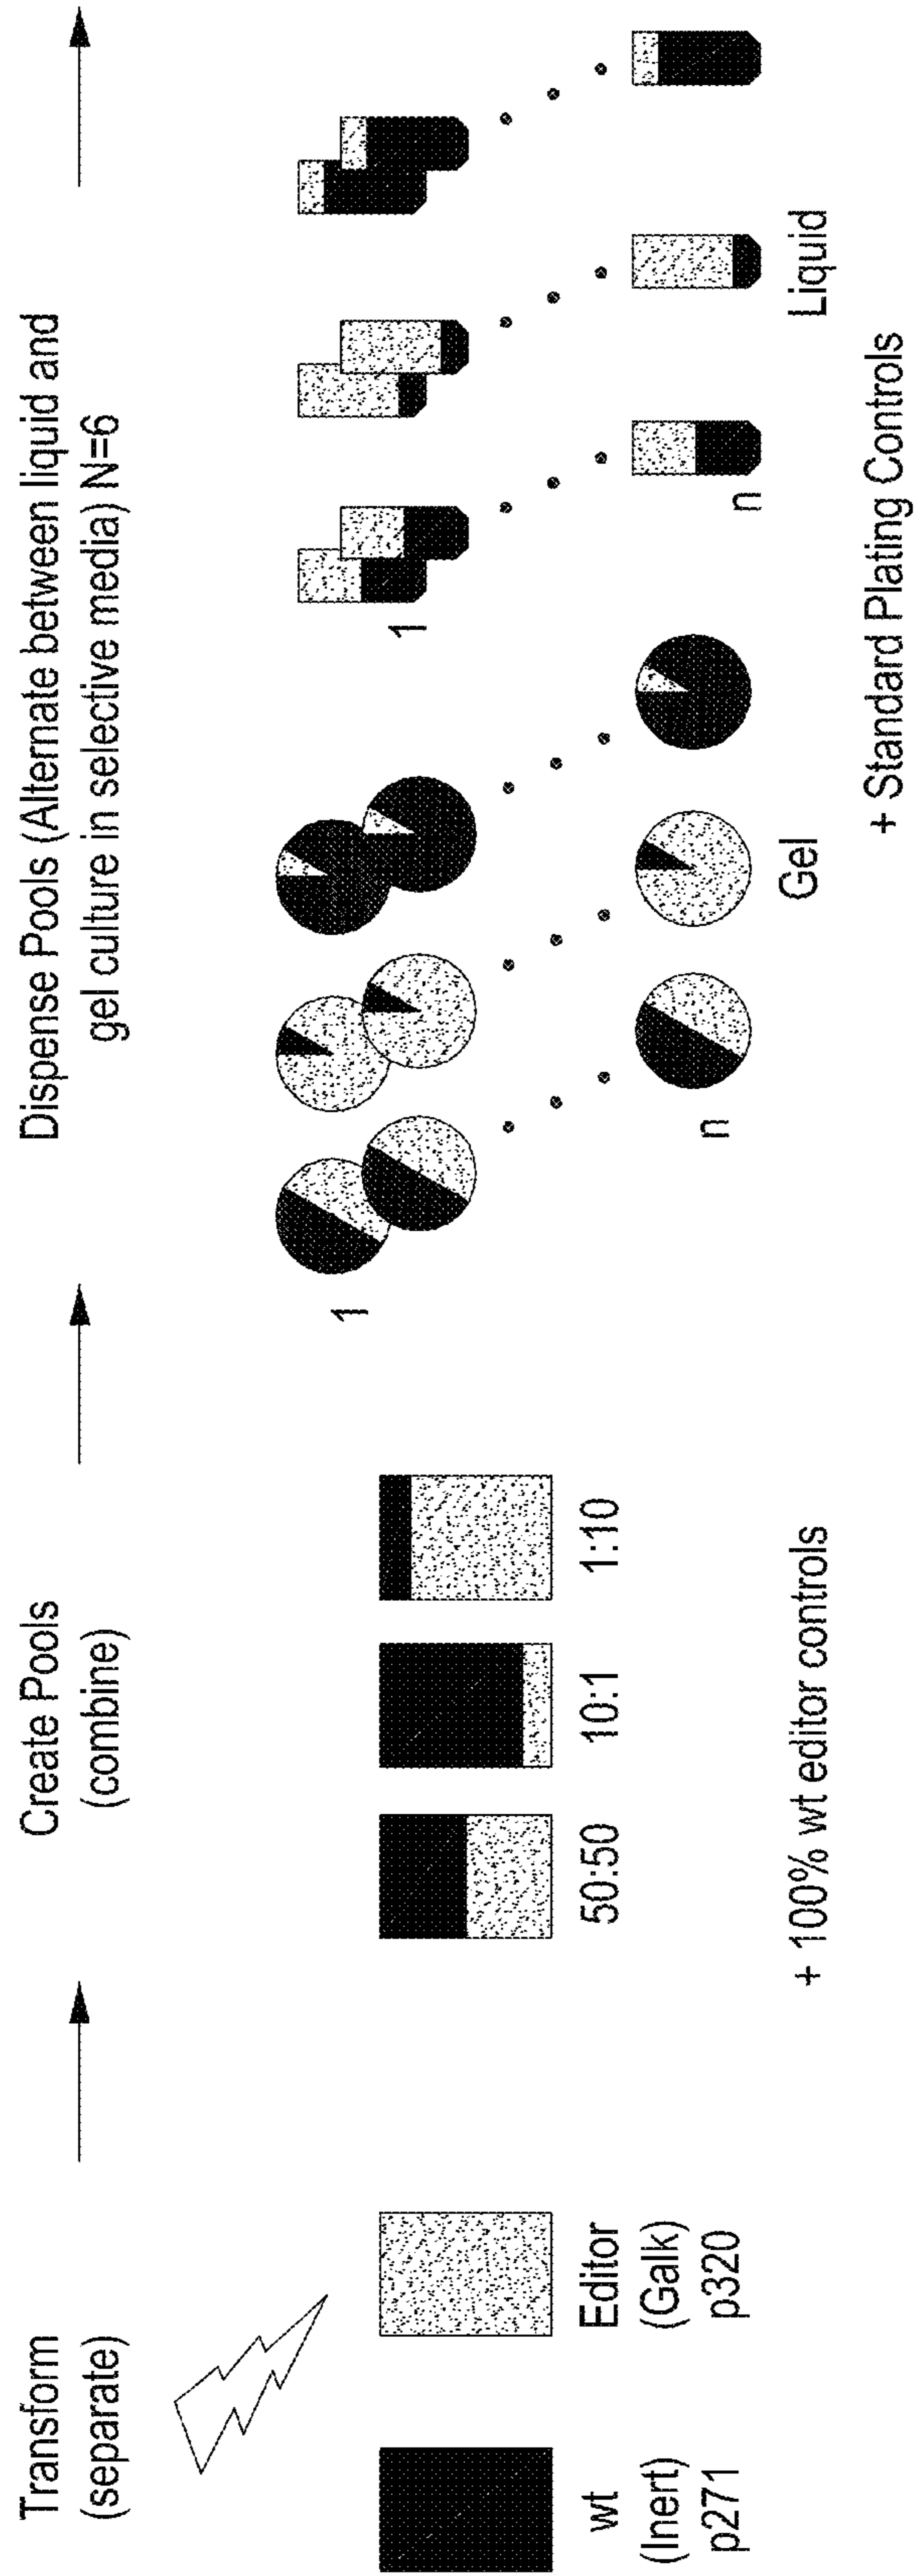 Transform
(separate)
wt
(Inert)
p271
Editor
(Galk)
p320
Create Pools
(combine)
50:50
10:1
1:10
+ 100% wt editor controls
Dispense Pools (Alternate between liquid and
gel culture in selective media) N=6
1
n
Gel
1
n
Liquid
+ Standard Plating Controls